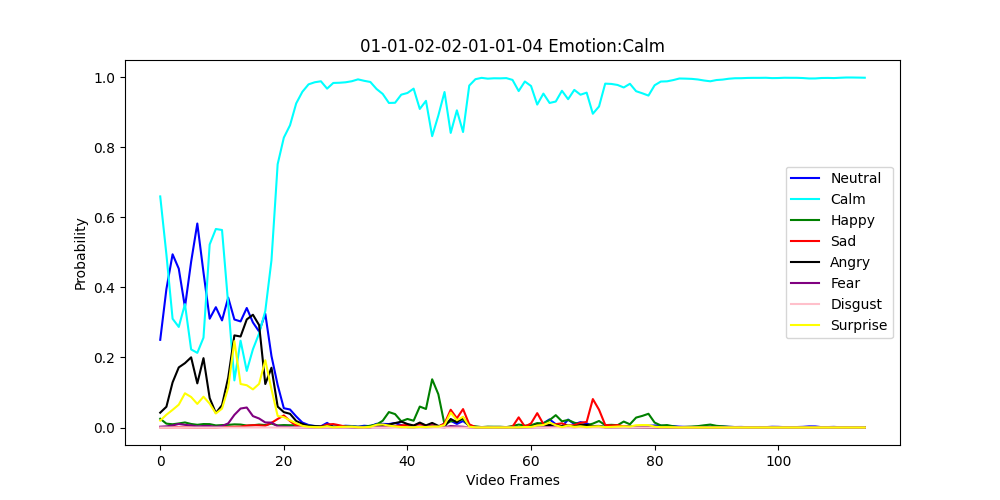 01-01-02-02-01-01-04 Emotion:Calm
1.0
0.8
0.6
0.4
0.2
0.0
Probability
Neutral
Calm
Happy
Sad
Angry
Fear
Disgust
Surprise
0 20 40 60 80 100
Video Frames